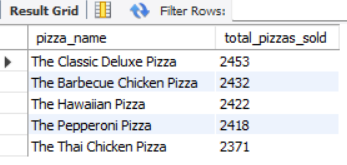 Result Grid Filter Rows:
pizza_name total_pizzas_sold
The Classic Deluxe Pizza 2453
The Barbecue Chicken Pizza 2432
The Hawaiian Pizza 2422
The Pepperoni Pizza 2418
The Thai Chicken Pizza 2371